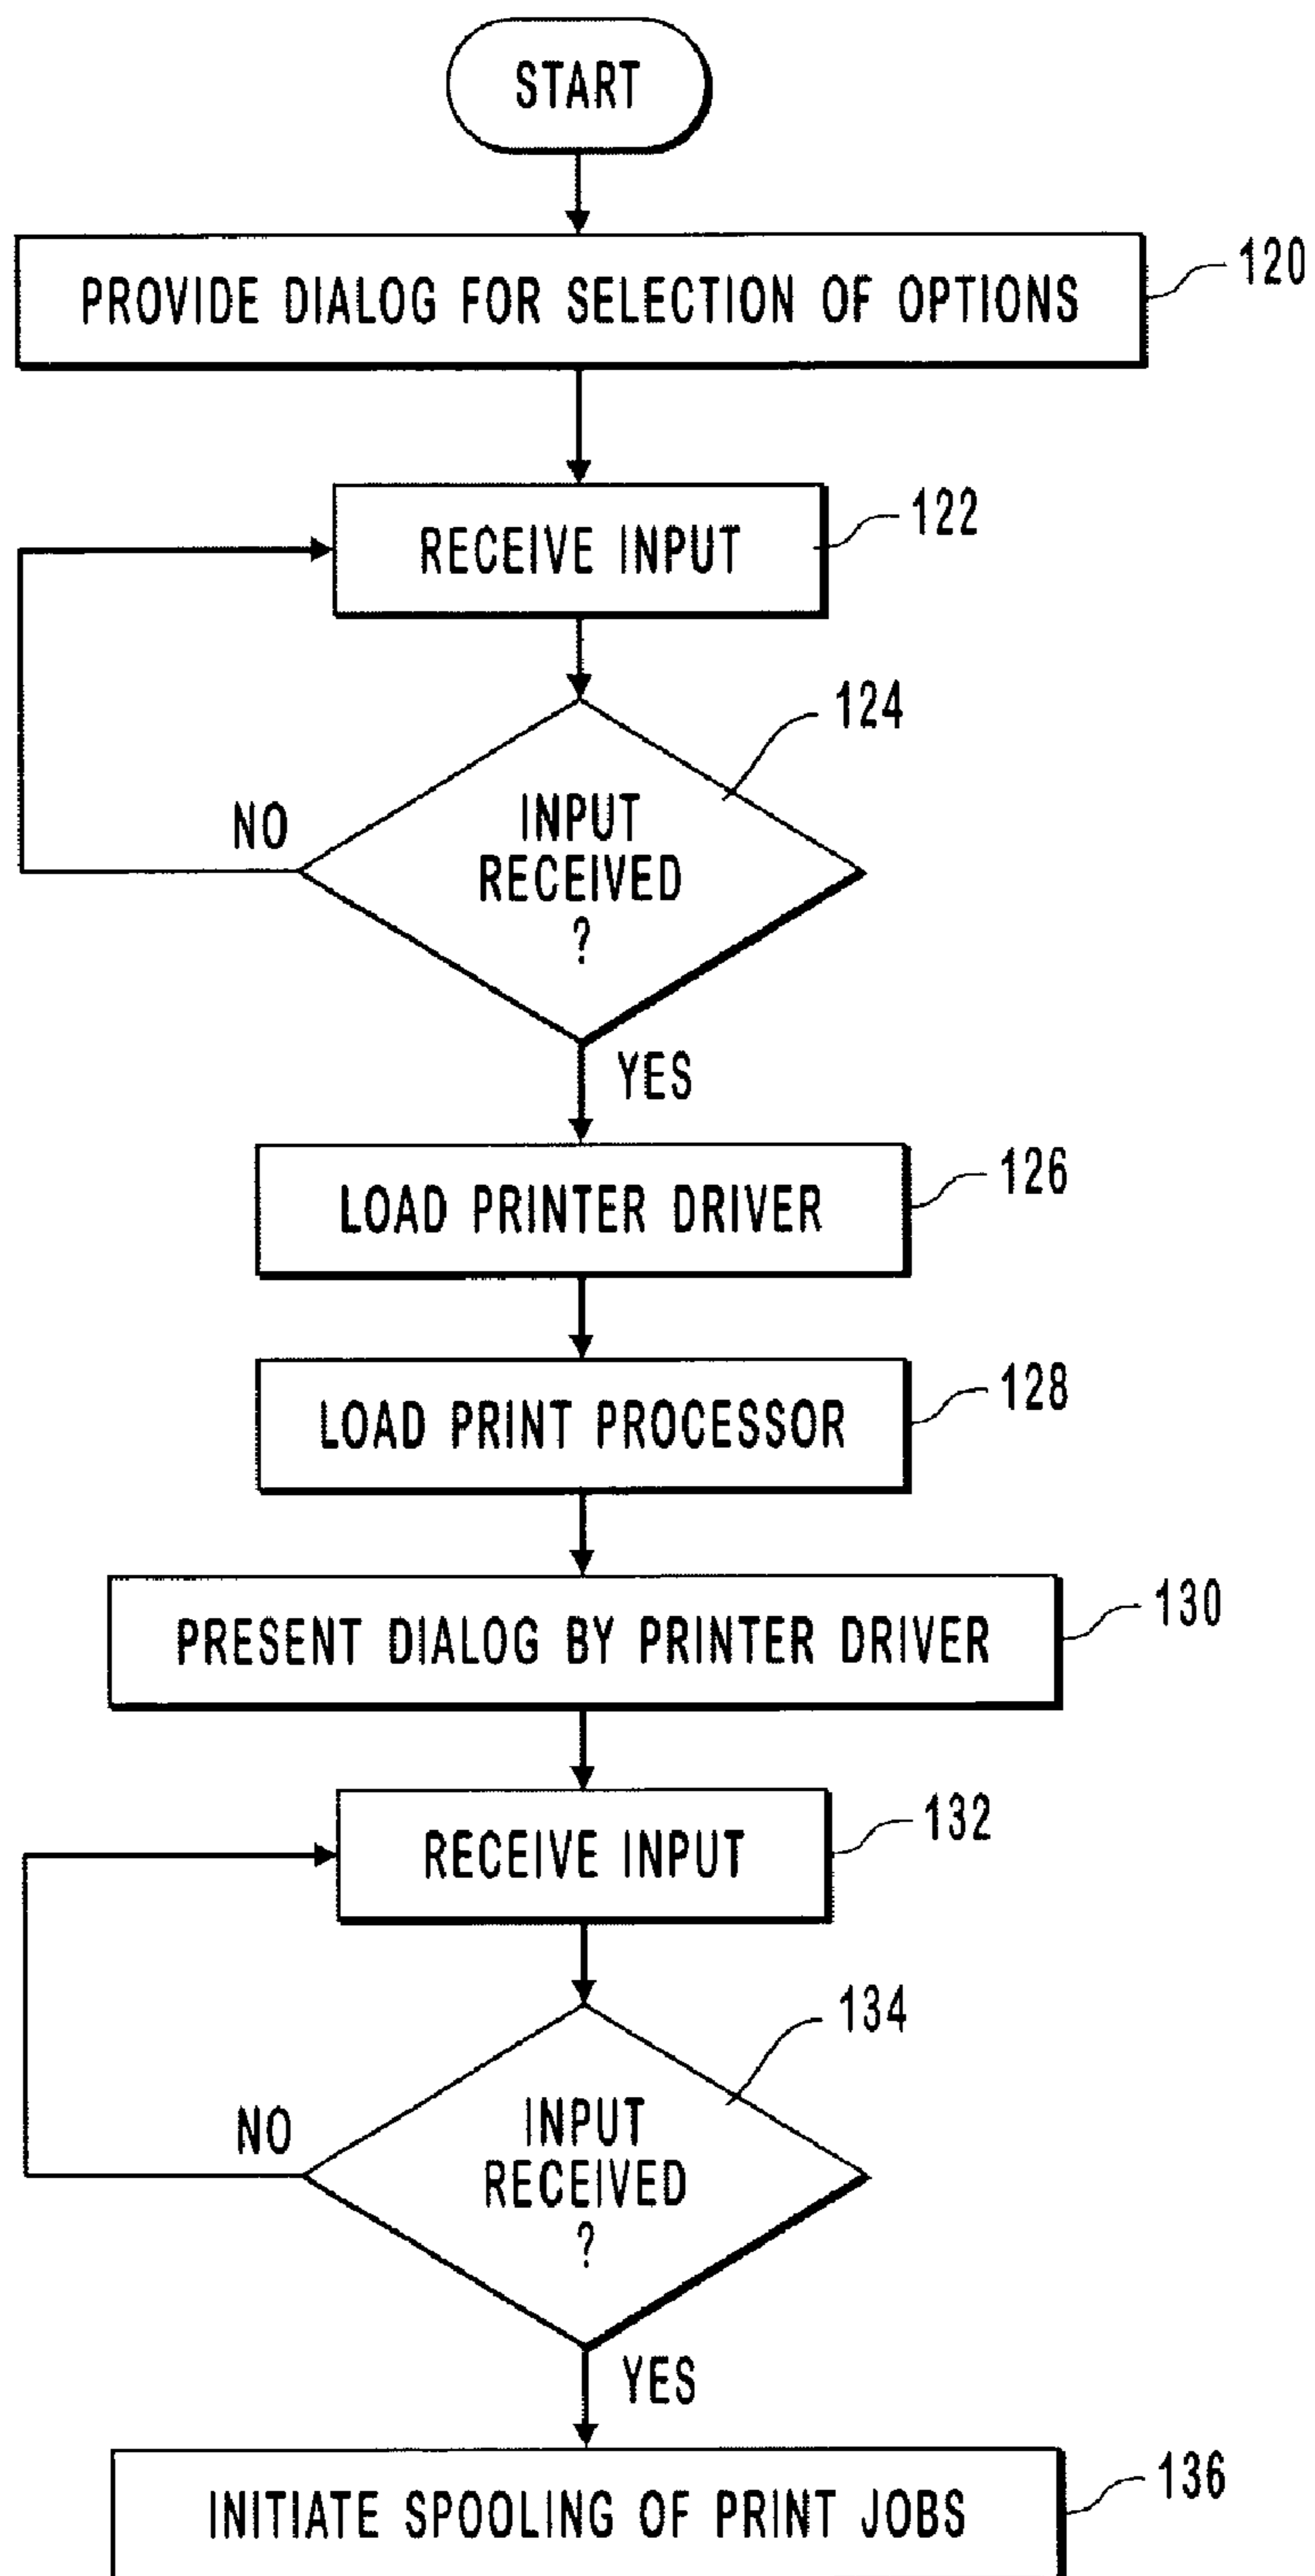 START
PROVIDE DIALOG FOR SELECTION OF OPTIONS
120
RECEIVE INPUT
122
124
INPUT
RECEIVED
?
NO
YES
LOAD PRINTER DRIVER
126
LOAD PRINT PROCESSOR
128
PRESENT DIALOG BY PRINTER DRIVER
130
RECEIVE INPUT
132
134
INPUT
RECEIVED
?
NO
YES
INITIATE SPOOLING OF PRINT JOBS
136